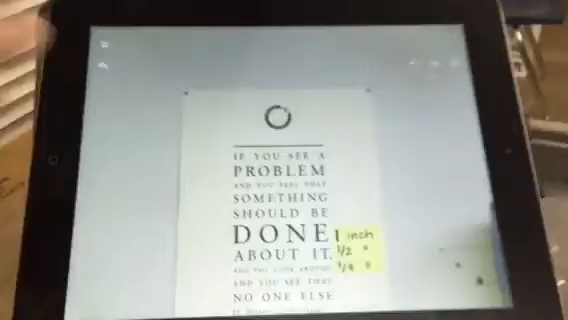 IF YOU SEE A
PROBLEM
AND YOU FEEL THAT
SOMETHING
SHOULD BE
DONE
ABOUT IT,
AND YOU LOOK AROUND
AND YOU SEE THAT
NO ONE ELSE
1 inch
1/2 "
1/4 "